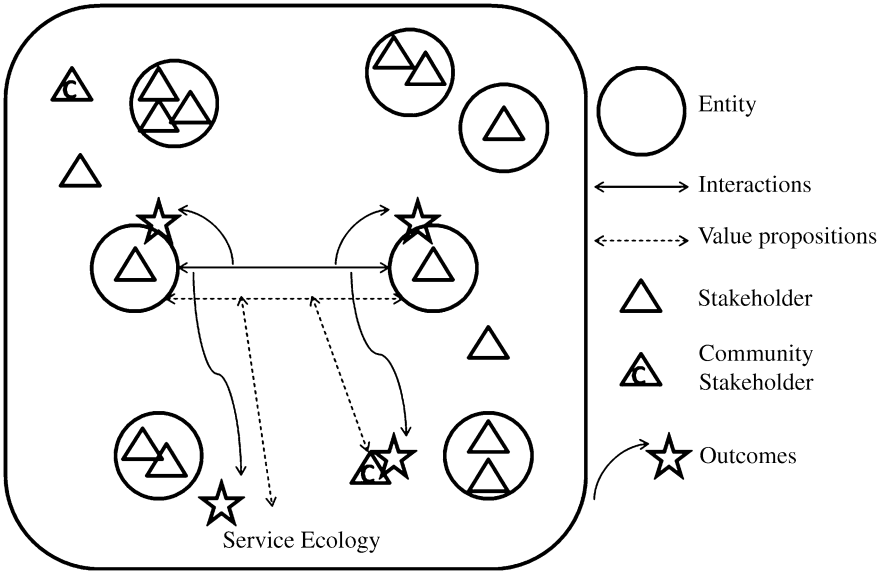 C
Entity
Interactions
Value propositions
Stakeholder
C
Community
Stakeholder
C
Outcomes
Service Ecology